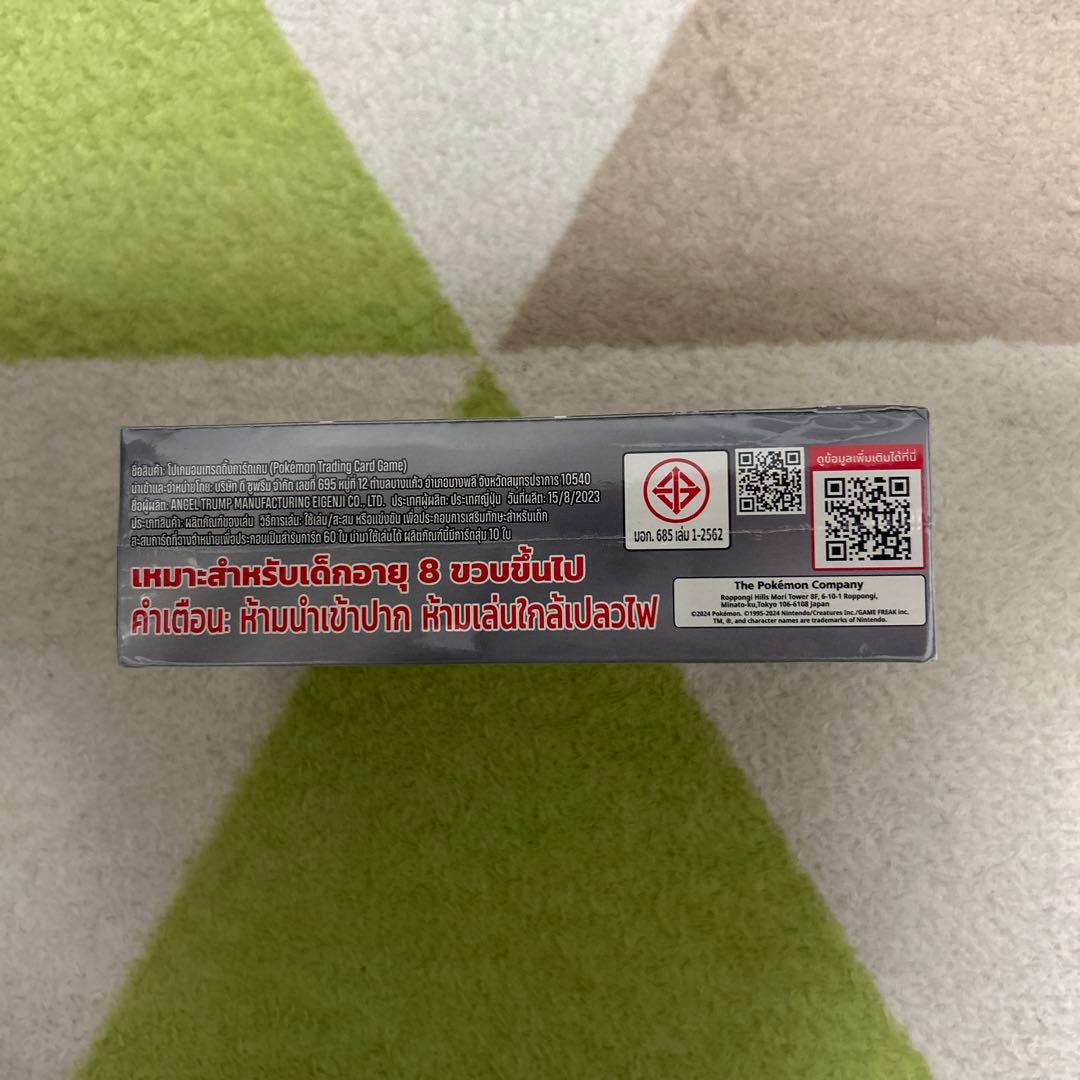 ชื่อสินค้า: โปเกมอนเทรดดิ้งการ์ดเกม (Pokémon Trading Card Game)
นำเข้าและจำหน่ายโดย: บริษัท ดี ซูพรีม จำกัด เลขที่ 695 หมู่ที่ 12 ตำบลบางแก้ว อำเภอบางพลี จังหวัดสมุทรปราการ 10540
ชื่อผู้ผลิต: ANGEL TRUMP MANUFACTURING EIGENJI CO., LTD. ประเทศผู้ผลิต: ประเทศญี่ปุ่น วันที่ผลิต: 15/8/2023
ประเภทสินค้า: ผลิตภัณฑ์ของเล่น วิธีการเล่น: ใช้เล่น/สะสม หรือแข่งขัน เพื่อประกอบการเสริมทักษะสำหรับเด็ก
สะสมการ์ดที่วางจำหน่ายเพื่อประกอบเป็นสำรับการ์ด 60 ใบ นำมาใช้เล่นได้ ผลิตภัณฑ์นี้มีการ์ดสุ่ม 10 ใบ
เหมาะสำหรับเด็กอายุ 8 ขวบขึ้นไป
คำเตือน: ห้ามนำเข้าปาก ห้ามเล่นใกล้เปลวไฟ
มอก. 685 เล่ม 1-2562
ดูข้อมูลเพิ่มเติมได้ที่นี่
The Pokémon Company
Roppongi Hills Mori Tower 8F, 6-10-1 Roppongi,
Minato-ku,Tokyo 106-6108 Japan
©2024 Pokémon. ©1995-2024 Nintendo/Creatures Inc./GAME FREAK inc.
TM, ®, and character names are trademarks of Nintendo.